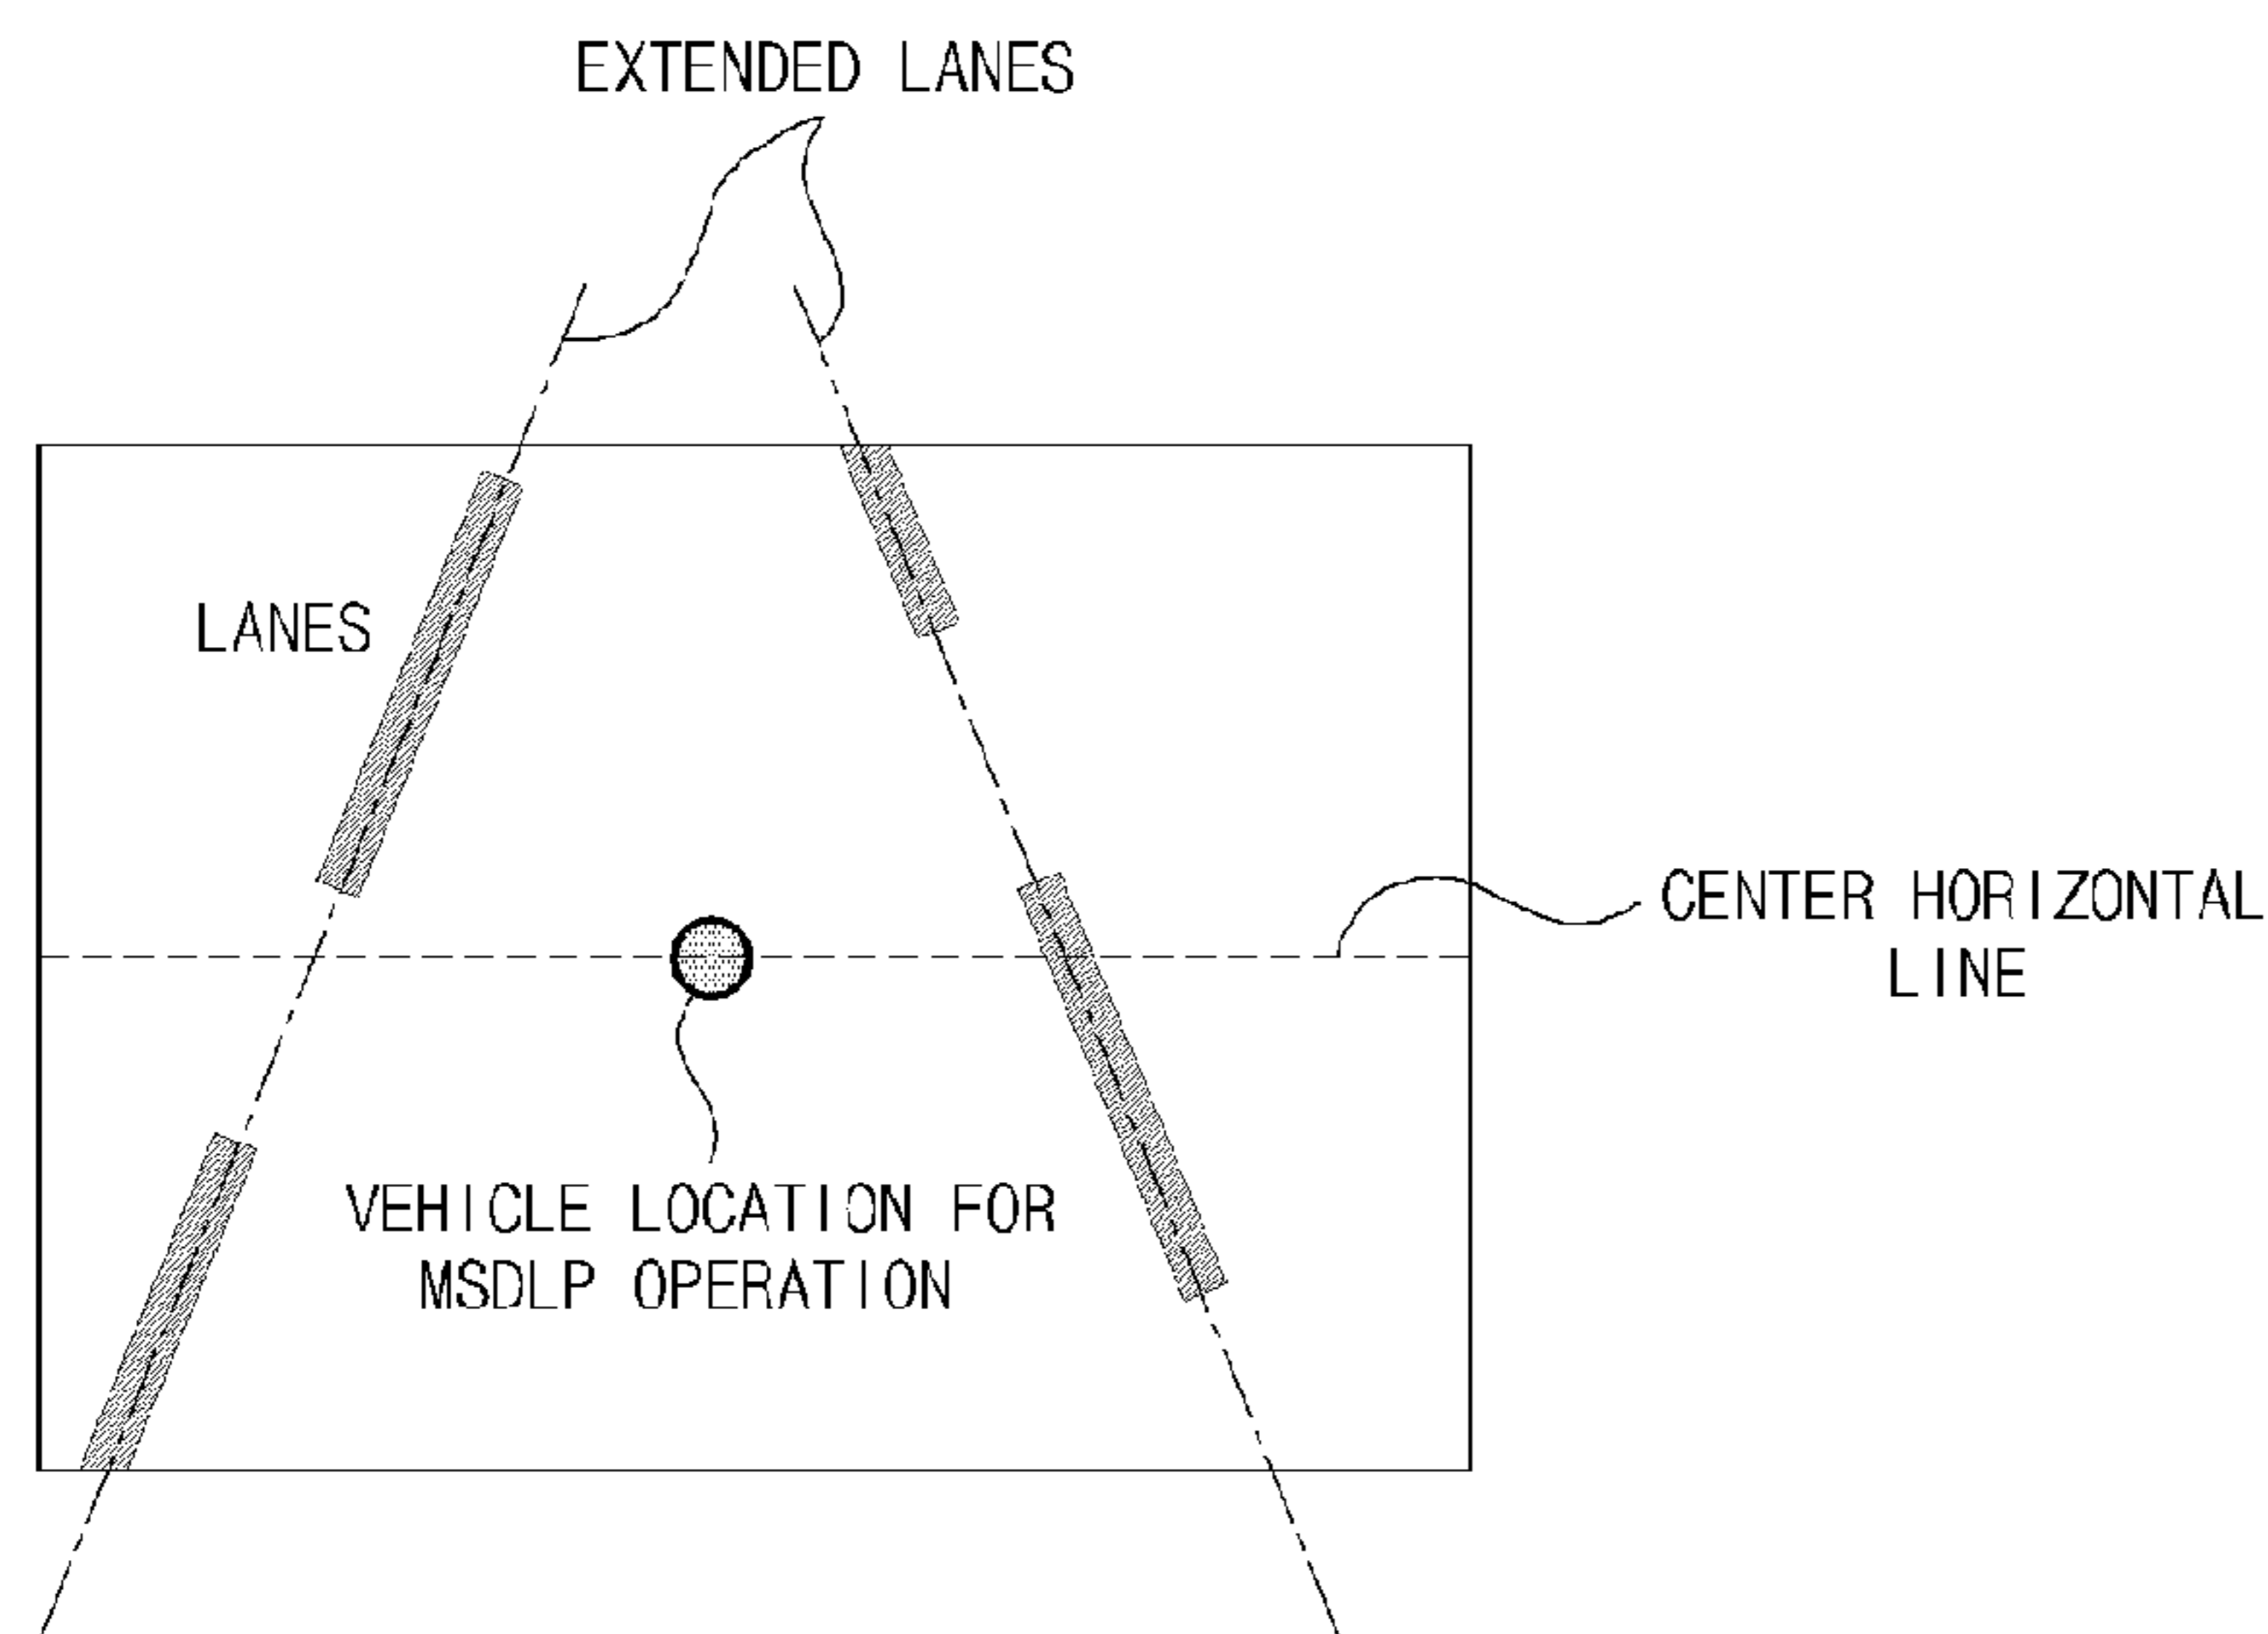 EXTENDED LANES
LANES
CENTER HORIZONTAL
LINE
VEHICLE LOCATION FOR
MSDLP OPERATION